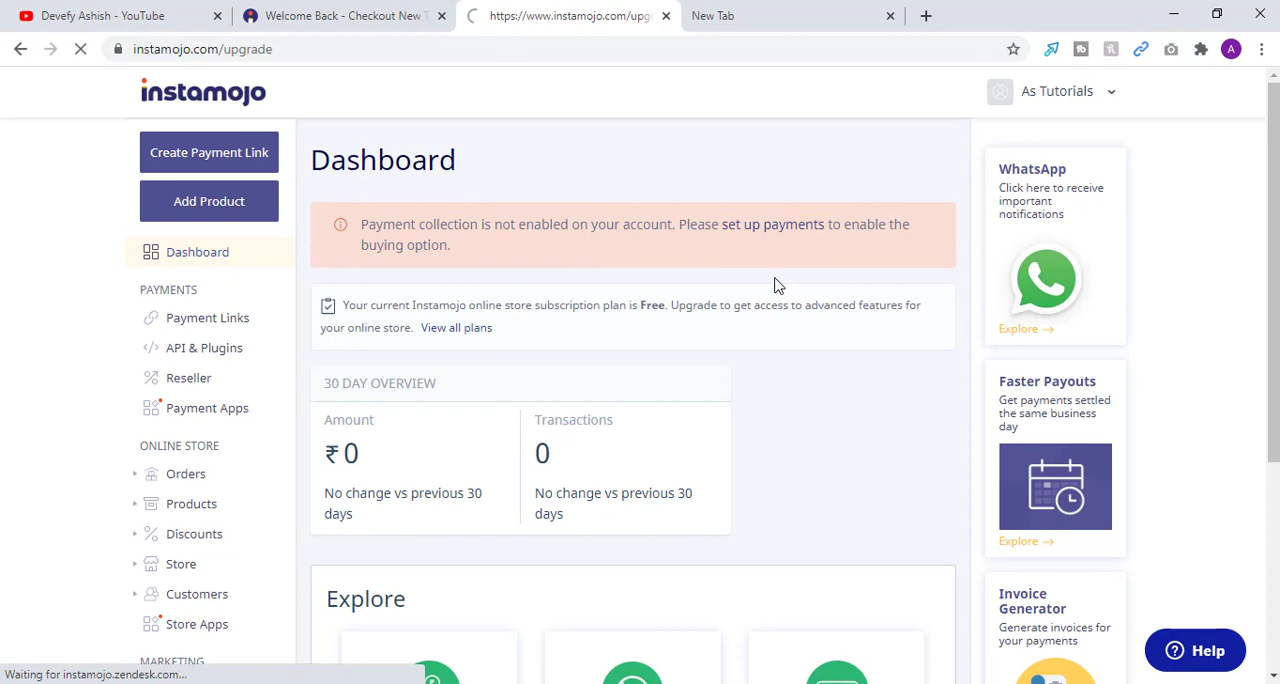 Devefy Ashish - YouTube
Welcome Back - Checkout New T
https://www.instamojo.com/upg
New Tab
instamojo.com/upgrade
A
instamojo
As Tutorials
Create Payment Link
Add Product
Dashboard
PAYMENTS
Payment Links
API & Plugins
Reseller
Payment Apps
ONLINE STORE
Orders
Products
Discounts
Store
Customers
Store Apps
MARKETING
Waiting for instamojo.zendesk.com...
Dashboard
Payment collection is not enabled on your account. Please set up payments to enable the
buying option.
Your current Instamojo online store subscription plan is Free. Upgrade to get access to advanced features for
your online store. View all plans
30 DAY OVERVIEW
Amount
₹ 0
No change vs previous 30
days
Transactions
0
No change vs previous 30
days
Explore
WhatsApp
Click here to receive
important
notifications
Explore →
Faster Payouts
Get payments settled
the same business
day
Explore →
Invoice
Generator
Generate invoices for
your payments
Help